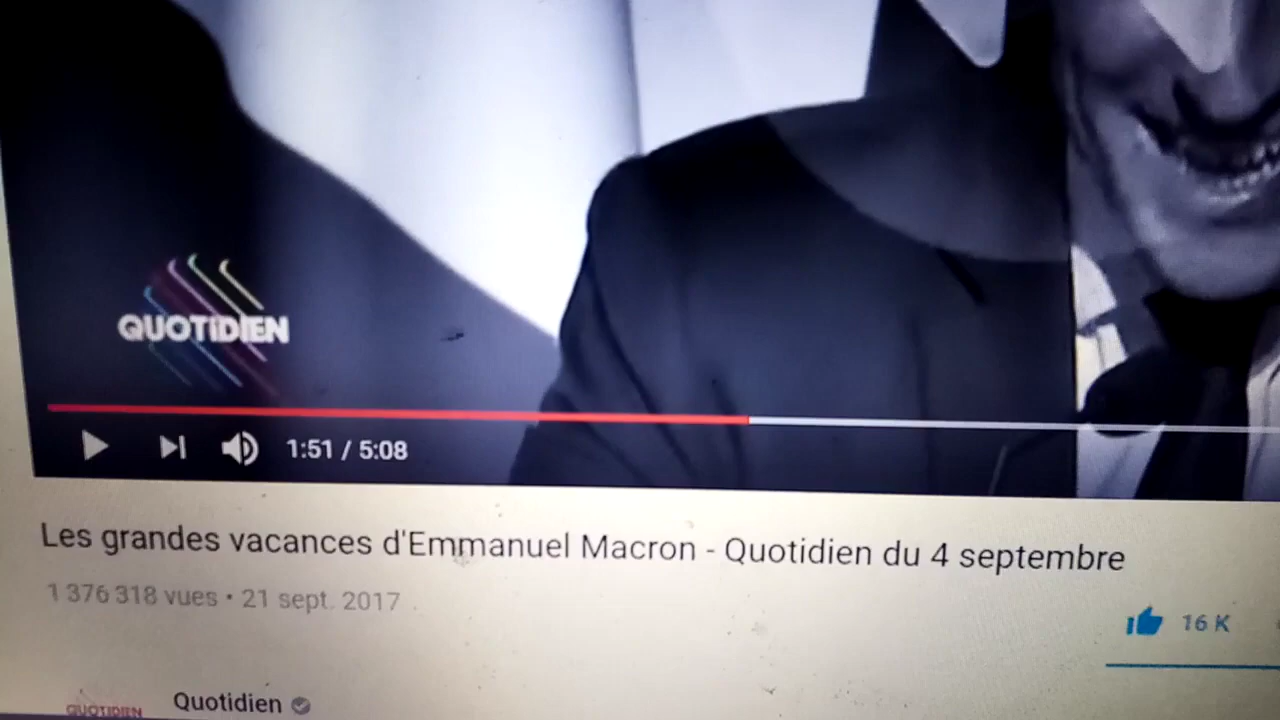 QUOTIDIEN
1:51 / 5:08
Les grandes vacances d'Emmanuel Macron - Quotidien du 4 septembre
1 376 318 vues • 21 sept. 2017
16 K
QUOTIDIEN
Quotidien